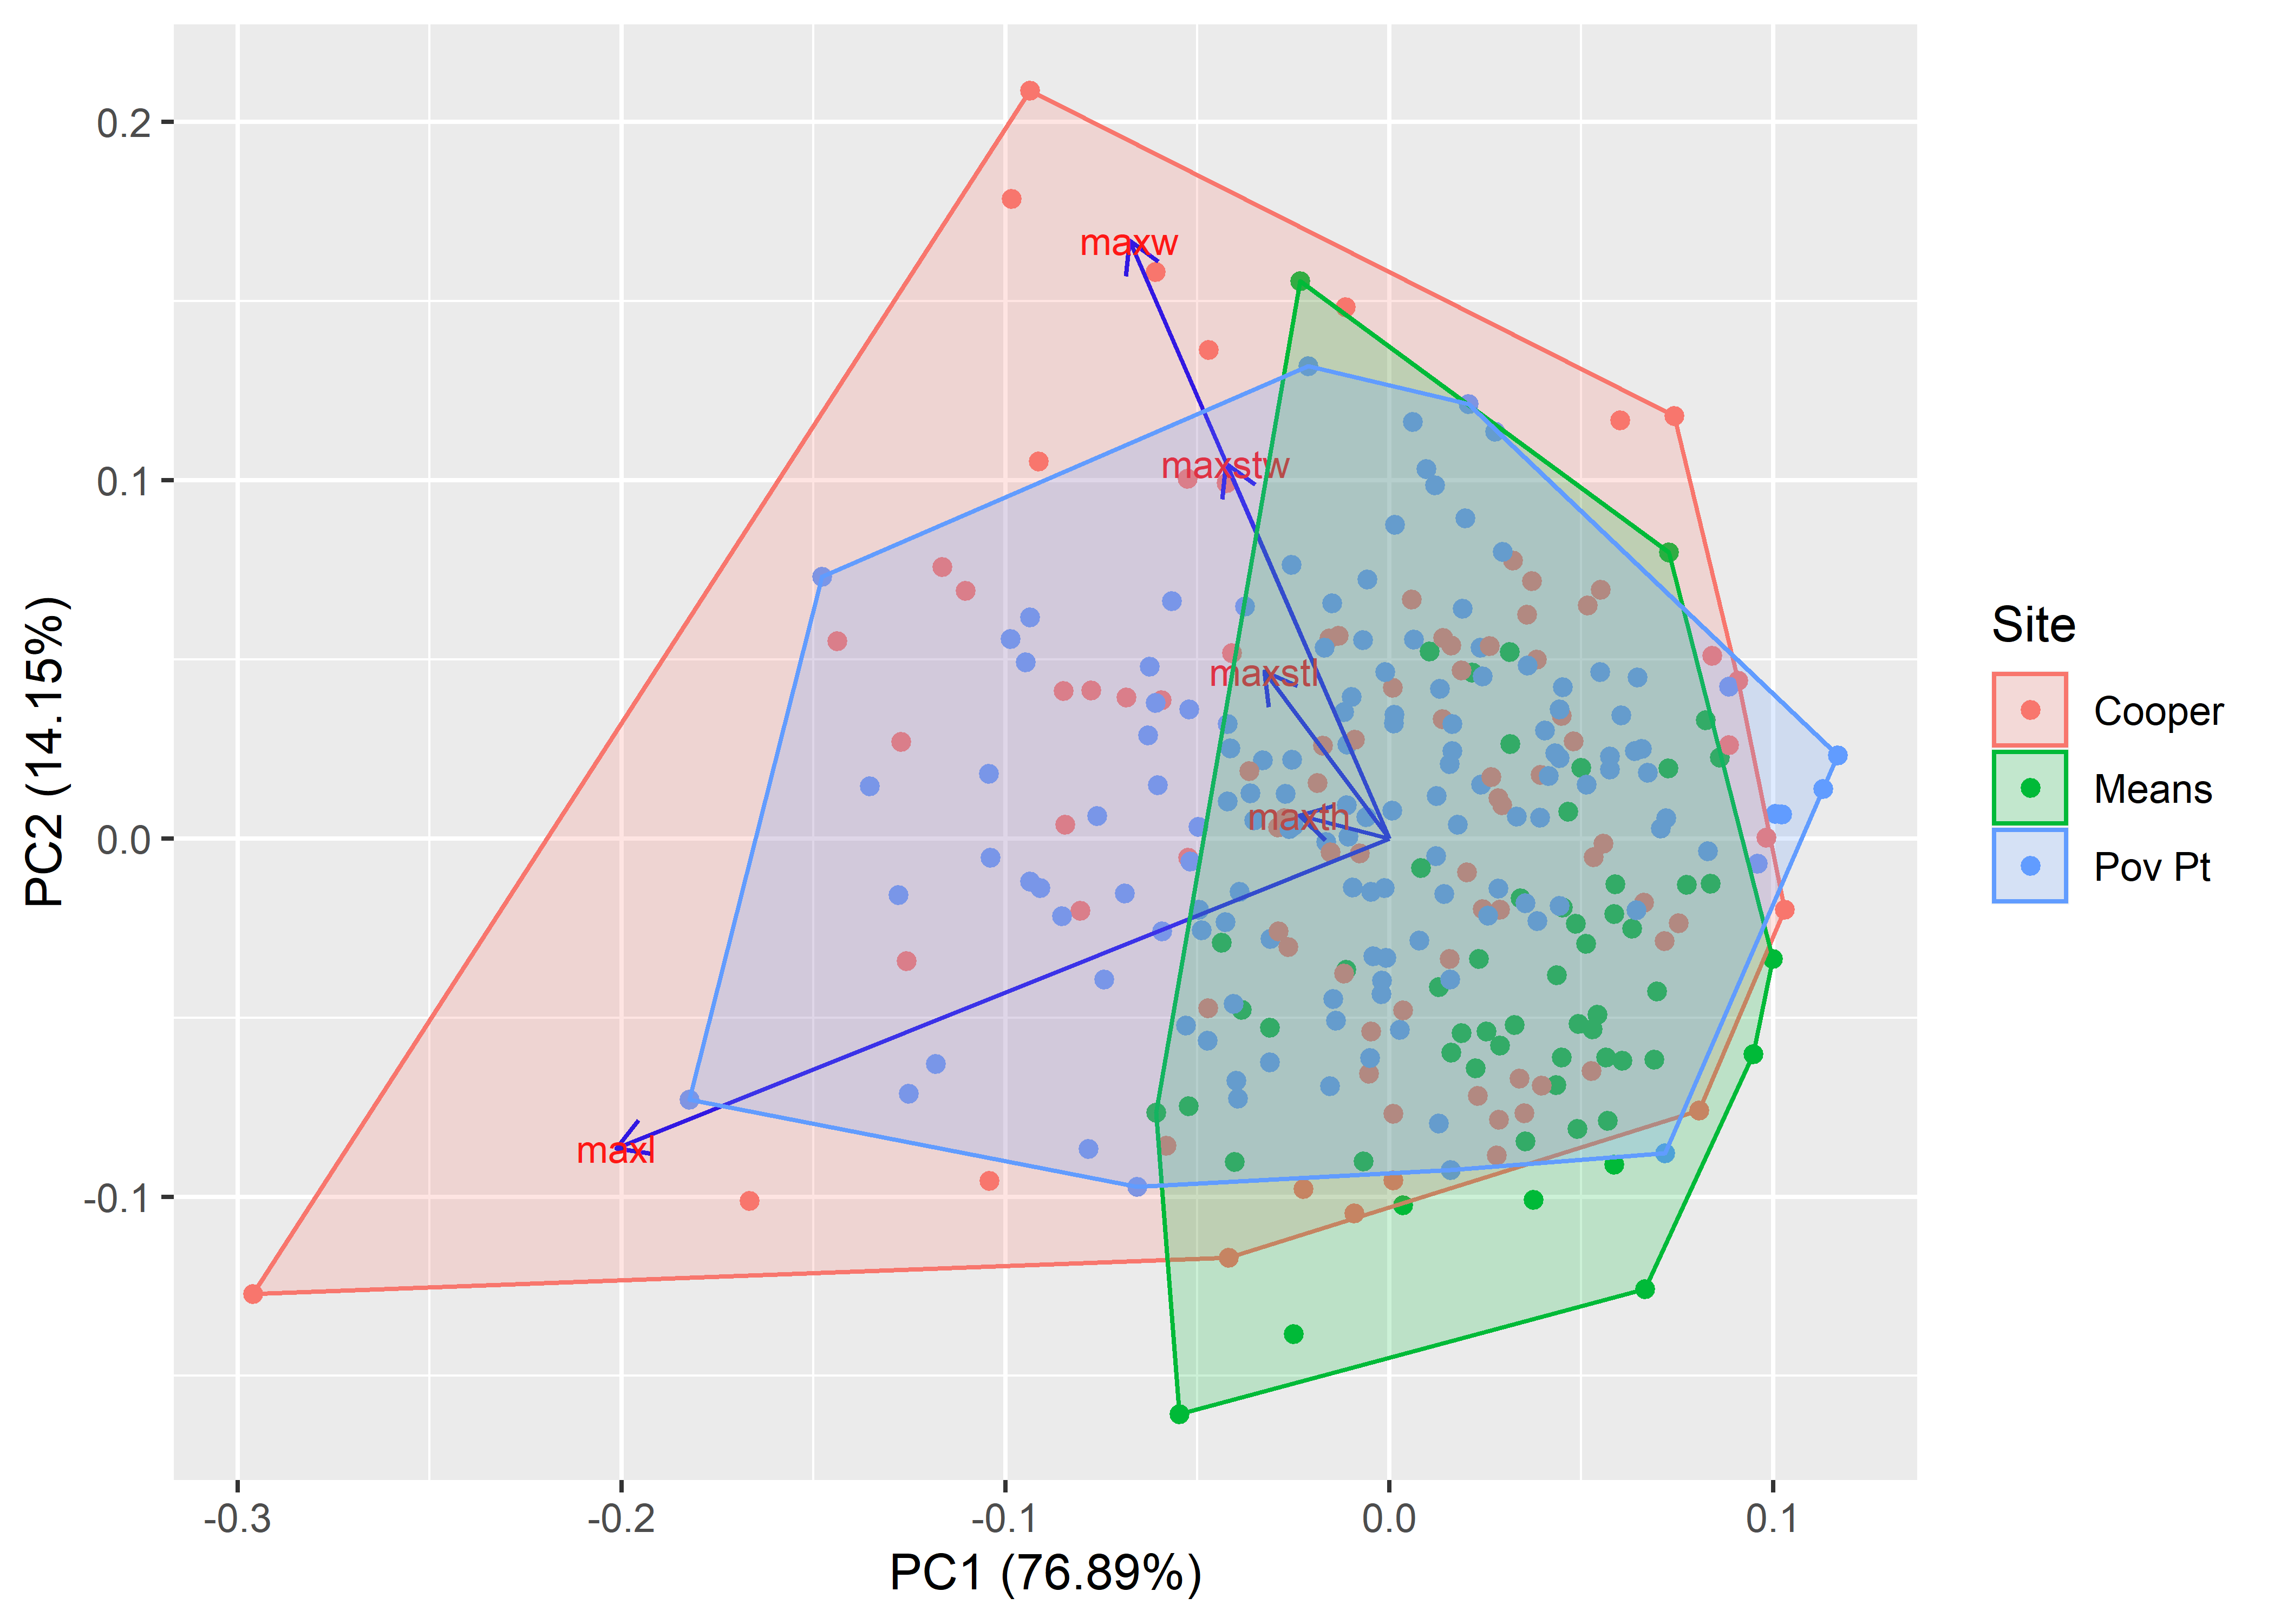 0.2
0.1
0.0
-0.1
PC2 (14.15%)
maxw
maxstw
maxstl
maxth
maxl
-0.3
-0.2
-0.1
0.0
0.1
PC1 (76.89%)
Site
Cooper
Means
Pov Pt